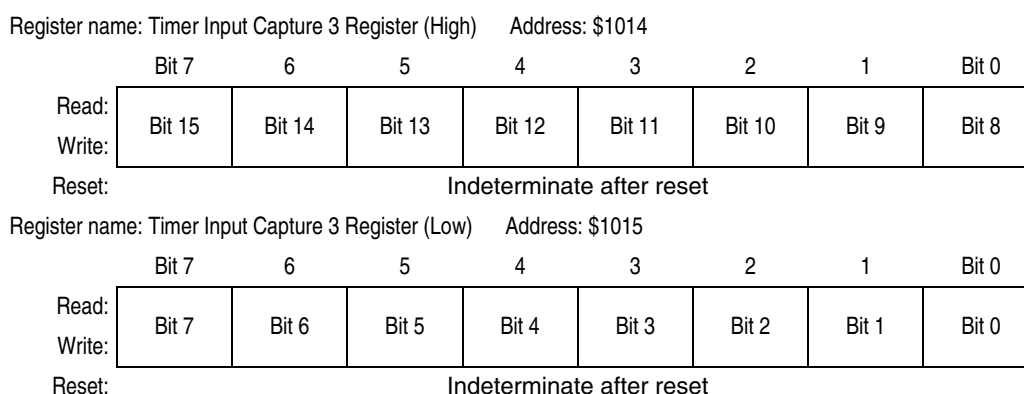 Register name: Timer Input Capture 3 Register (High) Address: $1014
Bit 7 6 5 4 3 2 1 Bit 0
Read:
Bit 15 Bit 14 Bit 13 Bit 12 Bit 11 Bit 10 Bit 9 Bit 8
Write:
Reset: Indeterminate after reset
Register name: Timer Input Capture 3 Register (Low) Address: $1015
Bit 7 6 5 4 3 2 1 Bit 0
Read:
Bit 7 Bit 6 Bit 5 Bit 4 Bit 3 Bit 2 Bit 1 Bit 0
Write:
Reset: Indeterminate after reset